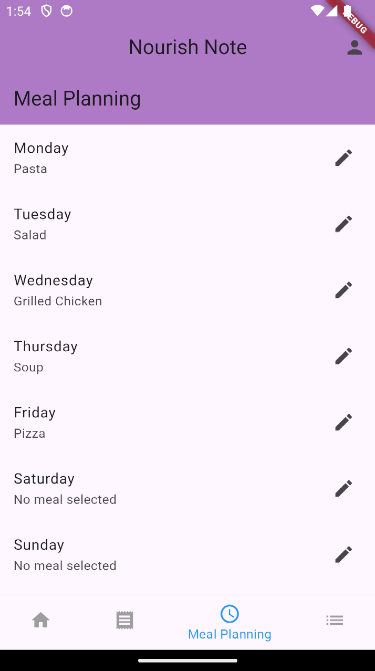 1:54
DEBUG
Nourish Note
Meal Planning
Monday
Pasta
Tuesday
Salad
Wednesday
Grilled Chicken
Thursday
Soup
Friday
Pizza
Saturday
No meal selected
Sunday
No meal selected
Meal Planning